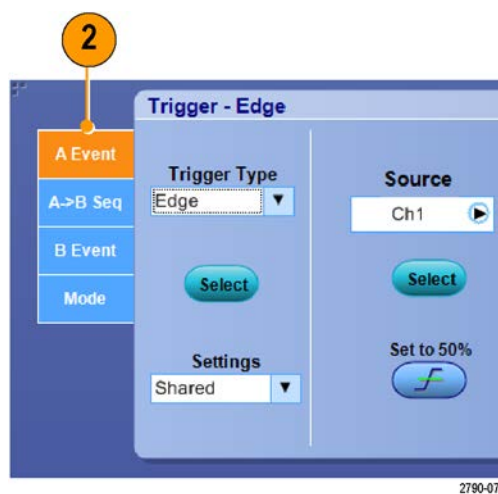 2
Trigger - Edge
A Event
A->B Seq
B Event
Mode
Trigger Type
Edge
Select
Settings
Shared
Source
Ch1
Select
Set to 50%
2790-07